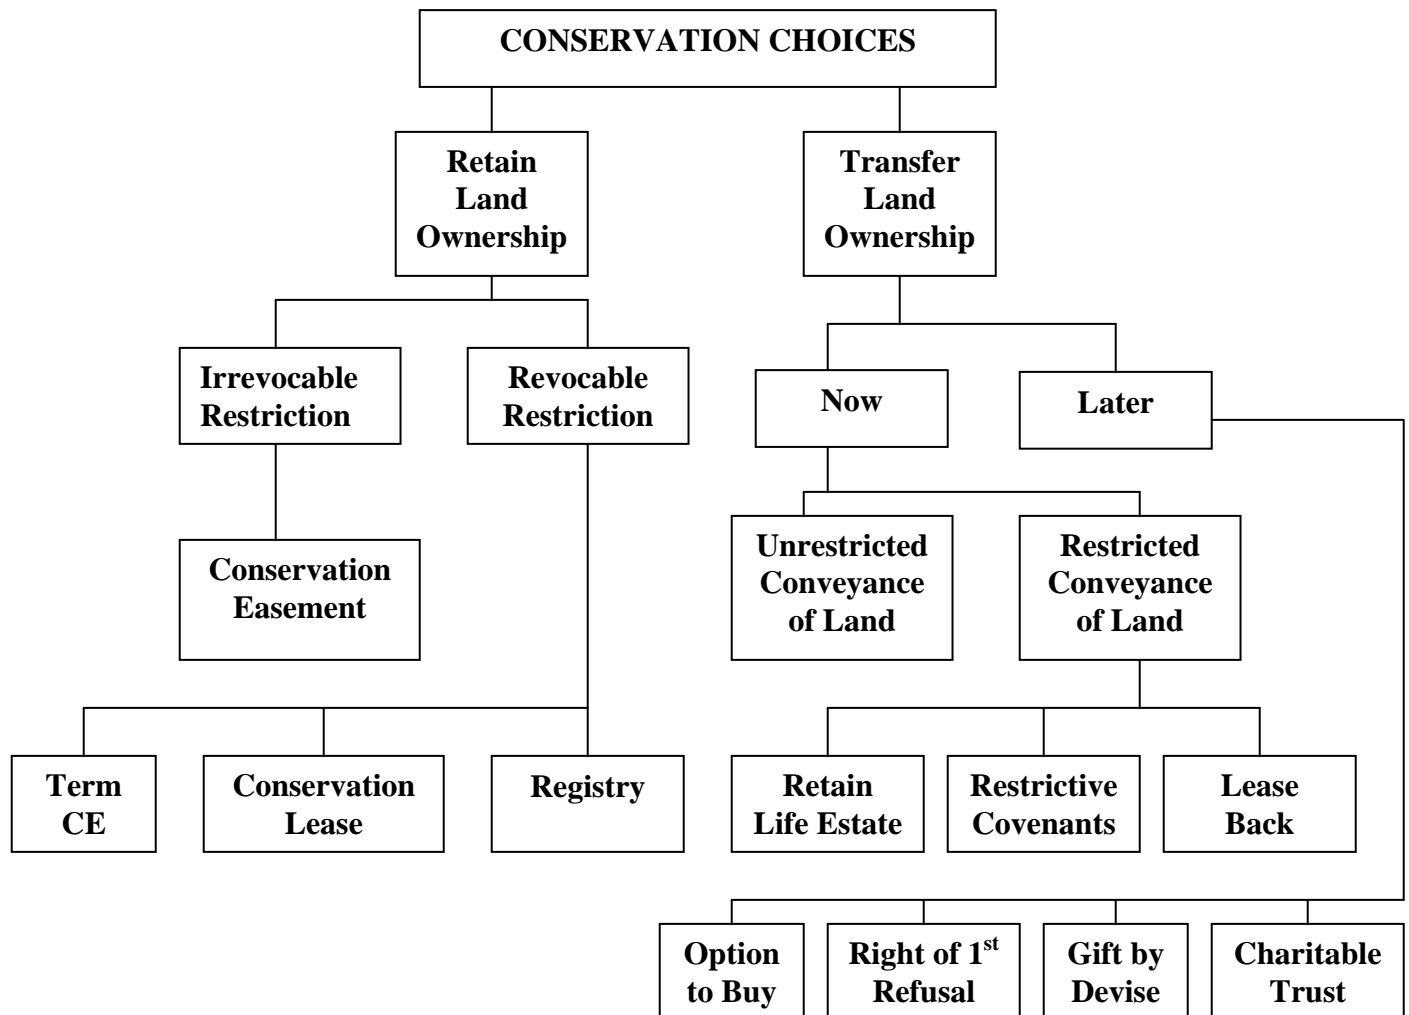 CONSERVATION CHOICES
Retain
Land
Ownership
Transfer
Land
Ownership
Irrevocable
Restriction
Revocable
Restriction
Now
Later
Conservation
Easement
Unrestricted
Conveyance
of Land
Restricted
Conveyance
of Land
Term
CE
Conservation
Lease
Registry
Retain
Life Estate
Restrictive
Covenants
Lease
Back
Option
to Buy
Right of 1st
Refusal
Gift by
Devise
Charitable
Trust